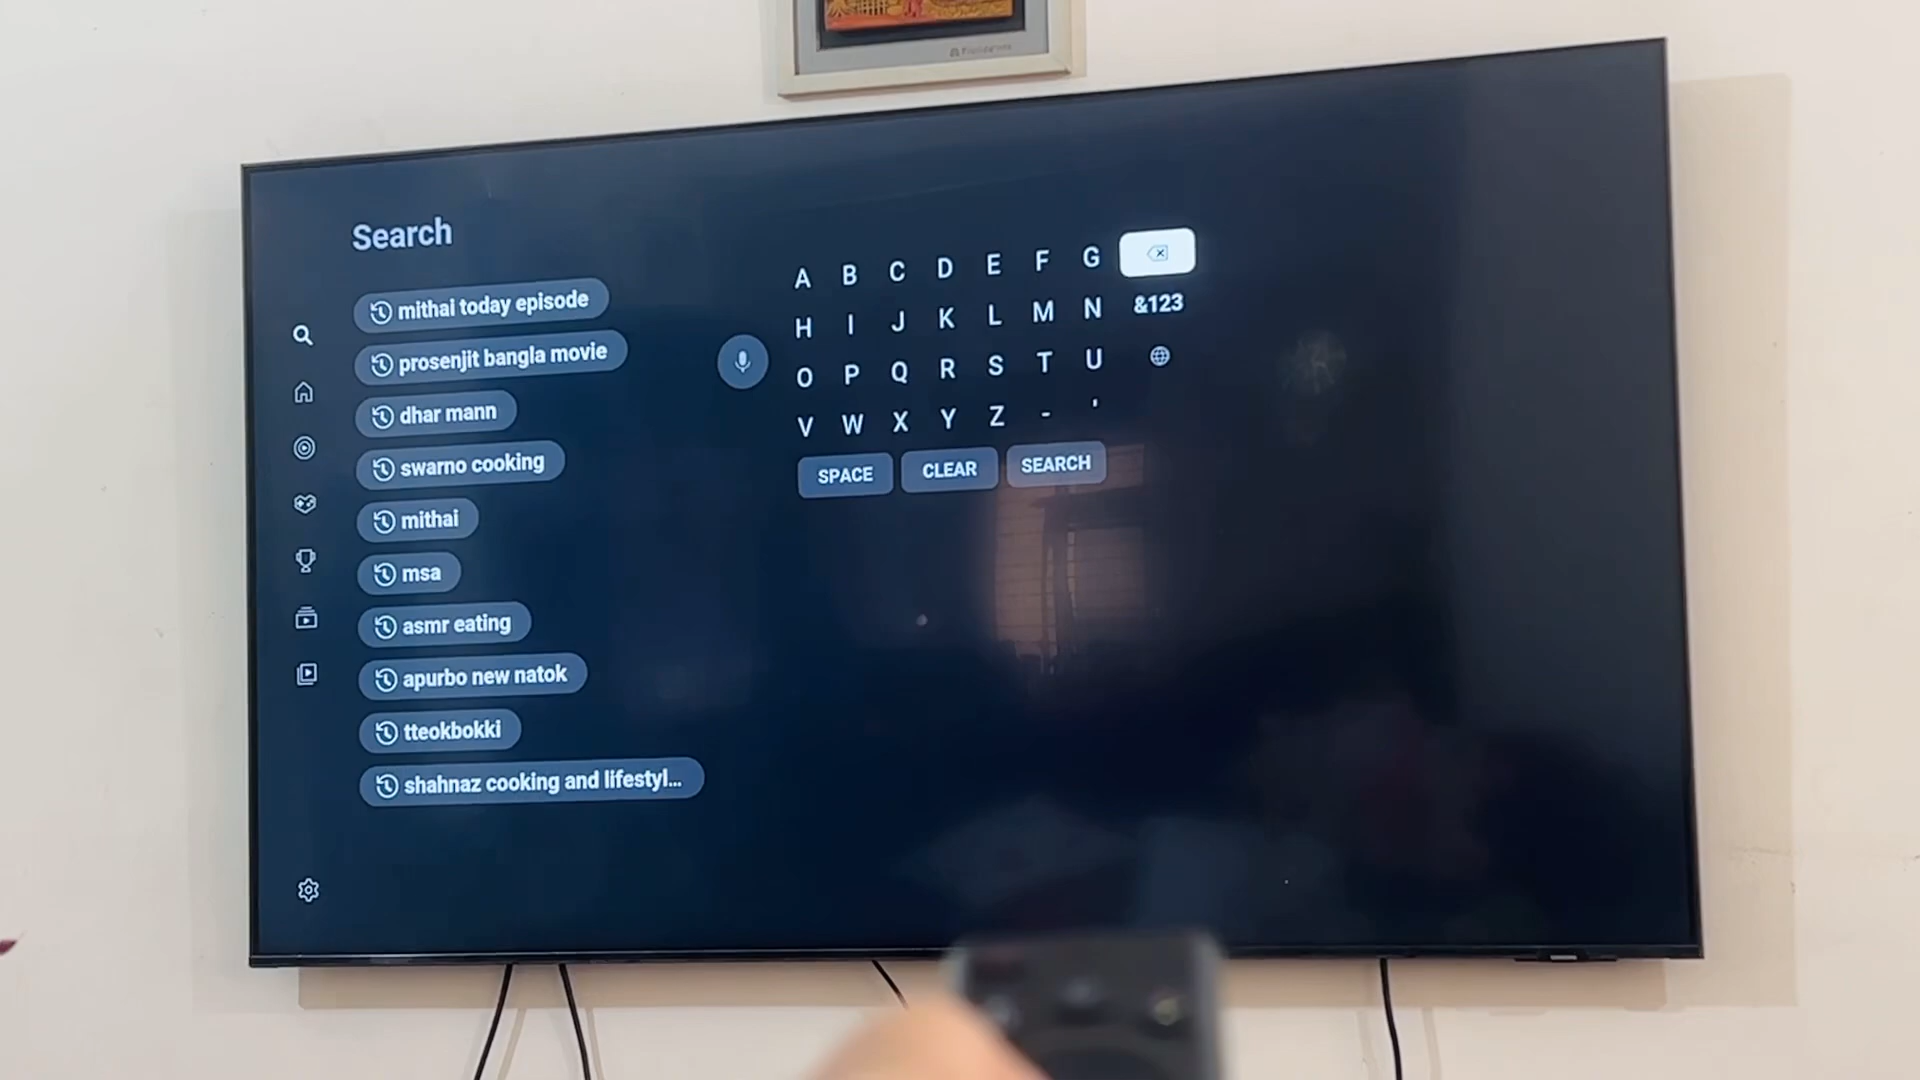 Search
mithai today episode
prosenjit bangla movie
dhar mann
swarno cooking
mithai
msa
asmr eating
apurbo new natok
tteokbokki
shahnaz cooking and lifestyl...
A B C D E F G
H I J K L M N &123
O P Q R S T U
V W X Y Z - '
SPACE CLEAR SEARCH